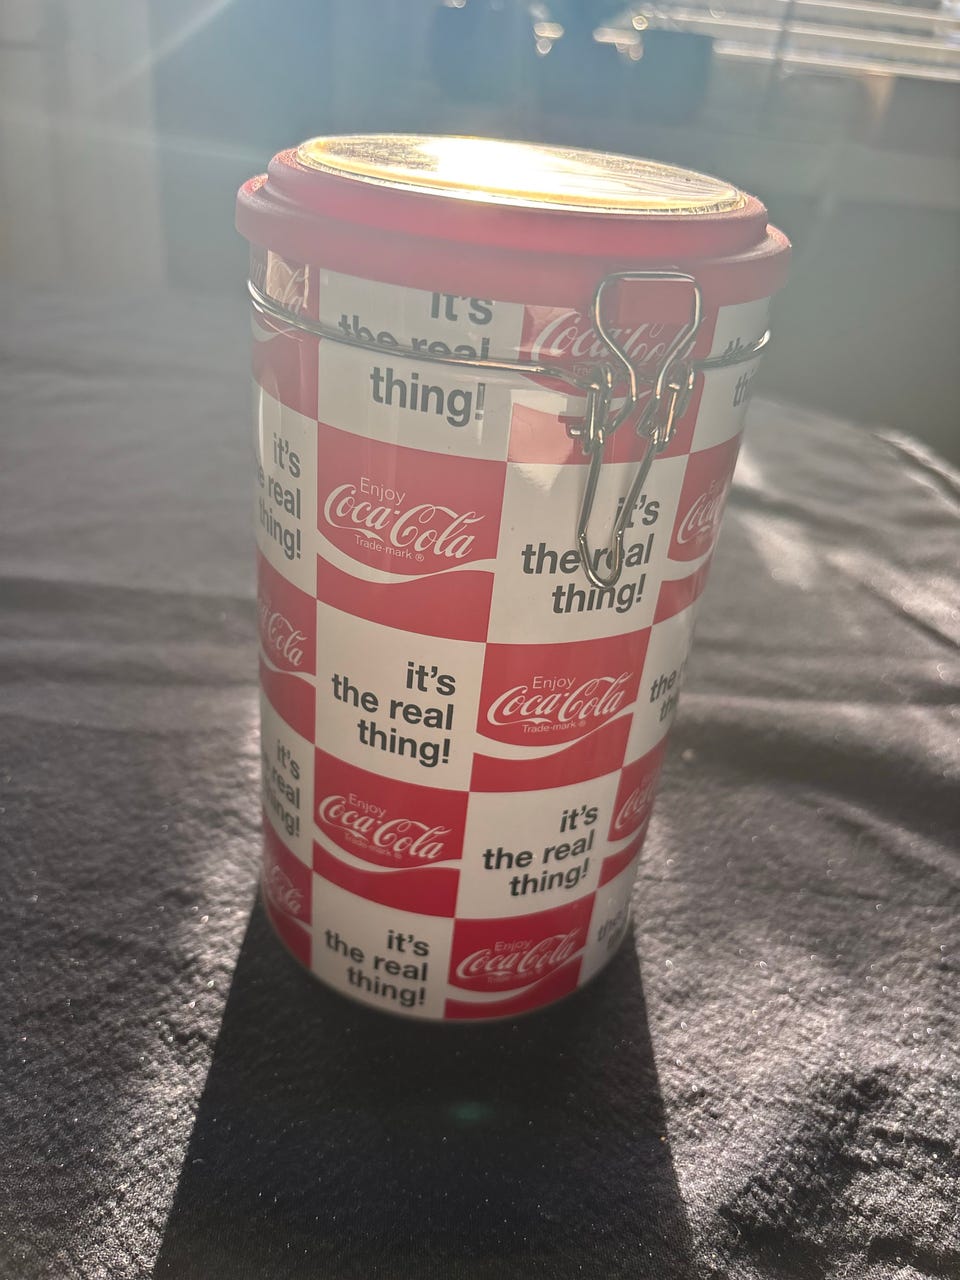 it's
the real
thing!
Coca-Cola
it's
real
thing!
Enjoy
Coca-Cola
Trade-mark ®
it's
the real
thing!
it's
the real
thing!
Enjoy
Coca-Cola
Trade-mark ®
the
it's
real
Enjoy
Coca-Cola
Trade-mark ®
it's
the real
thing!
it's
the real
thing!
Enjoy
Coca-Cola